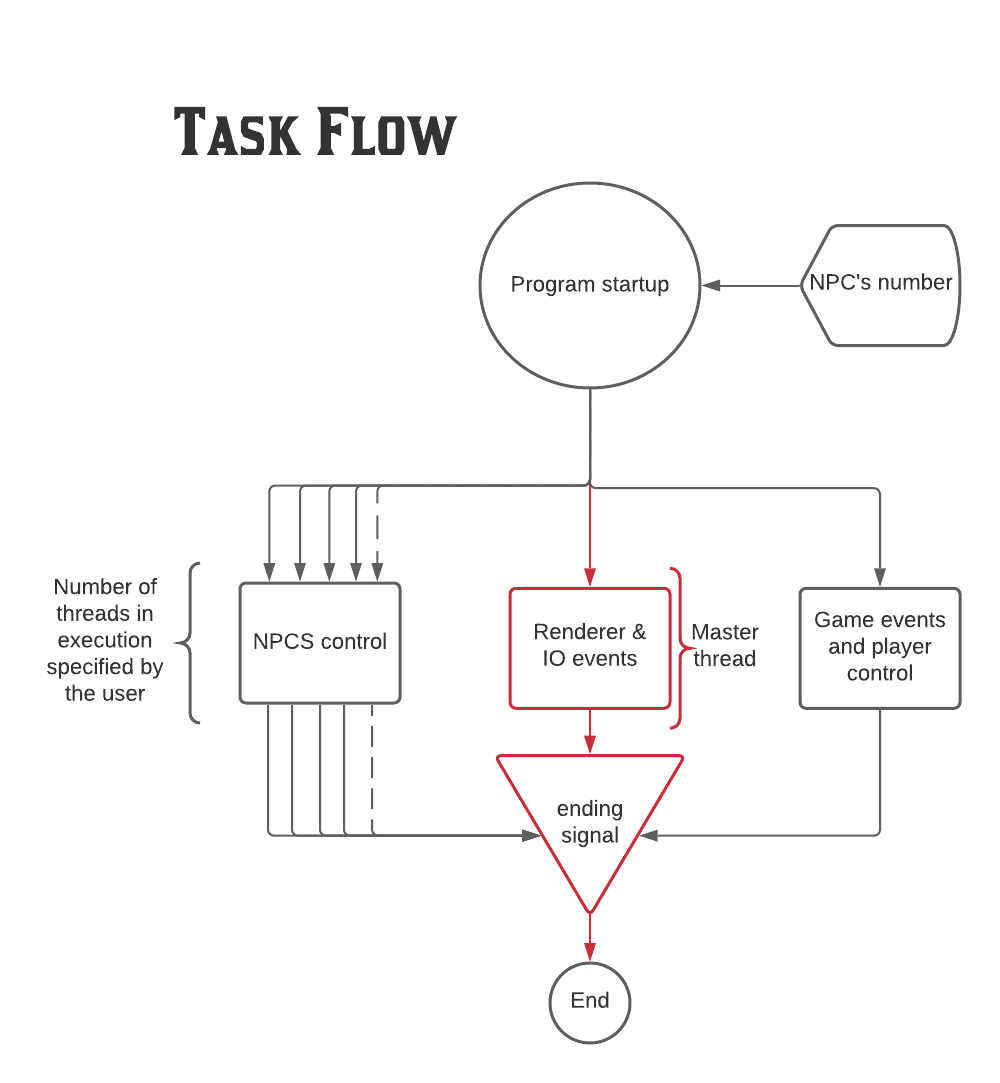 Task Flow
Program startup
NPC's number
Number of
threads in
execution
specified by
the user
NPCS control
Renderer &
IO events
Master
thread
Game events
and player
control
ending
signal
End